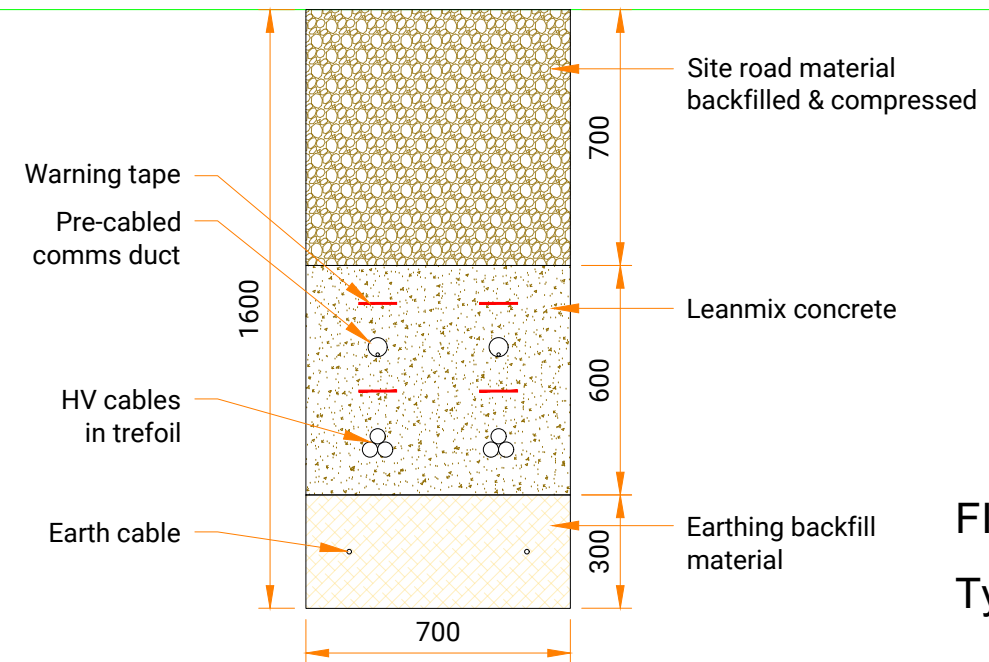 Site road material
backfilled & compressed
700
Warning tape
Pre-cabled
comms duct
1600
Leanmix concrete
600
HV cables
in trefoil
Earth cable
Earthing backfill
material
300
700
Ty